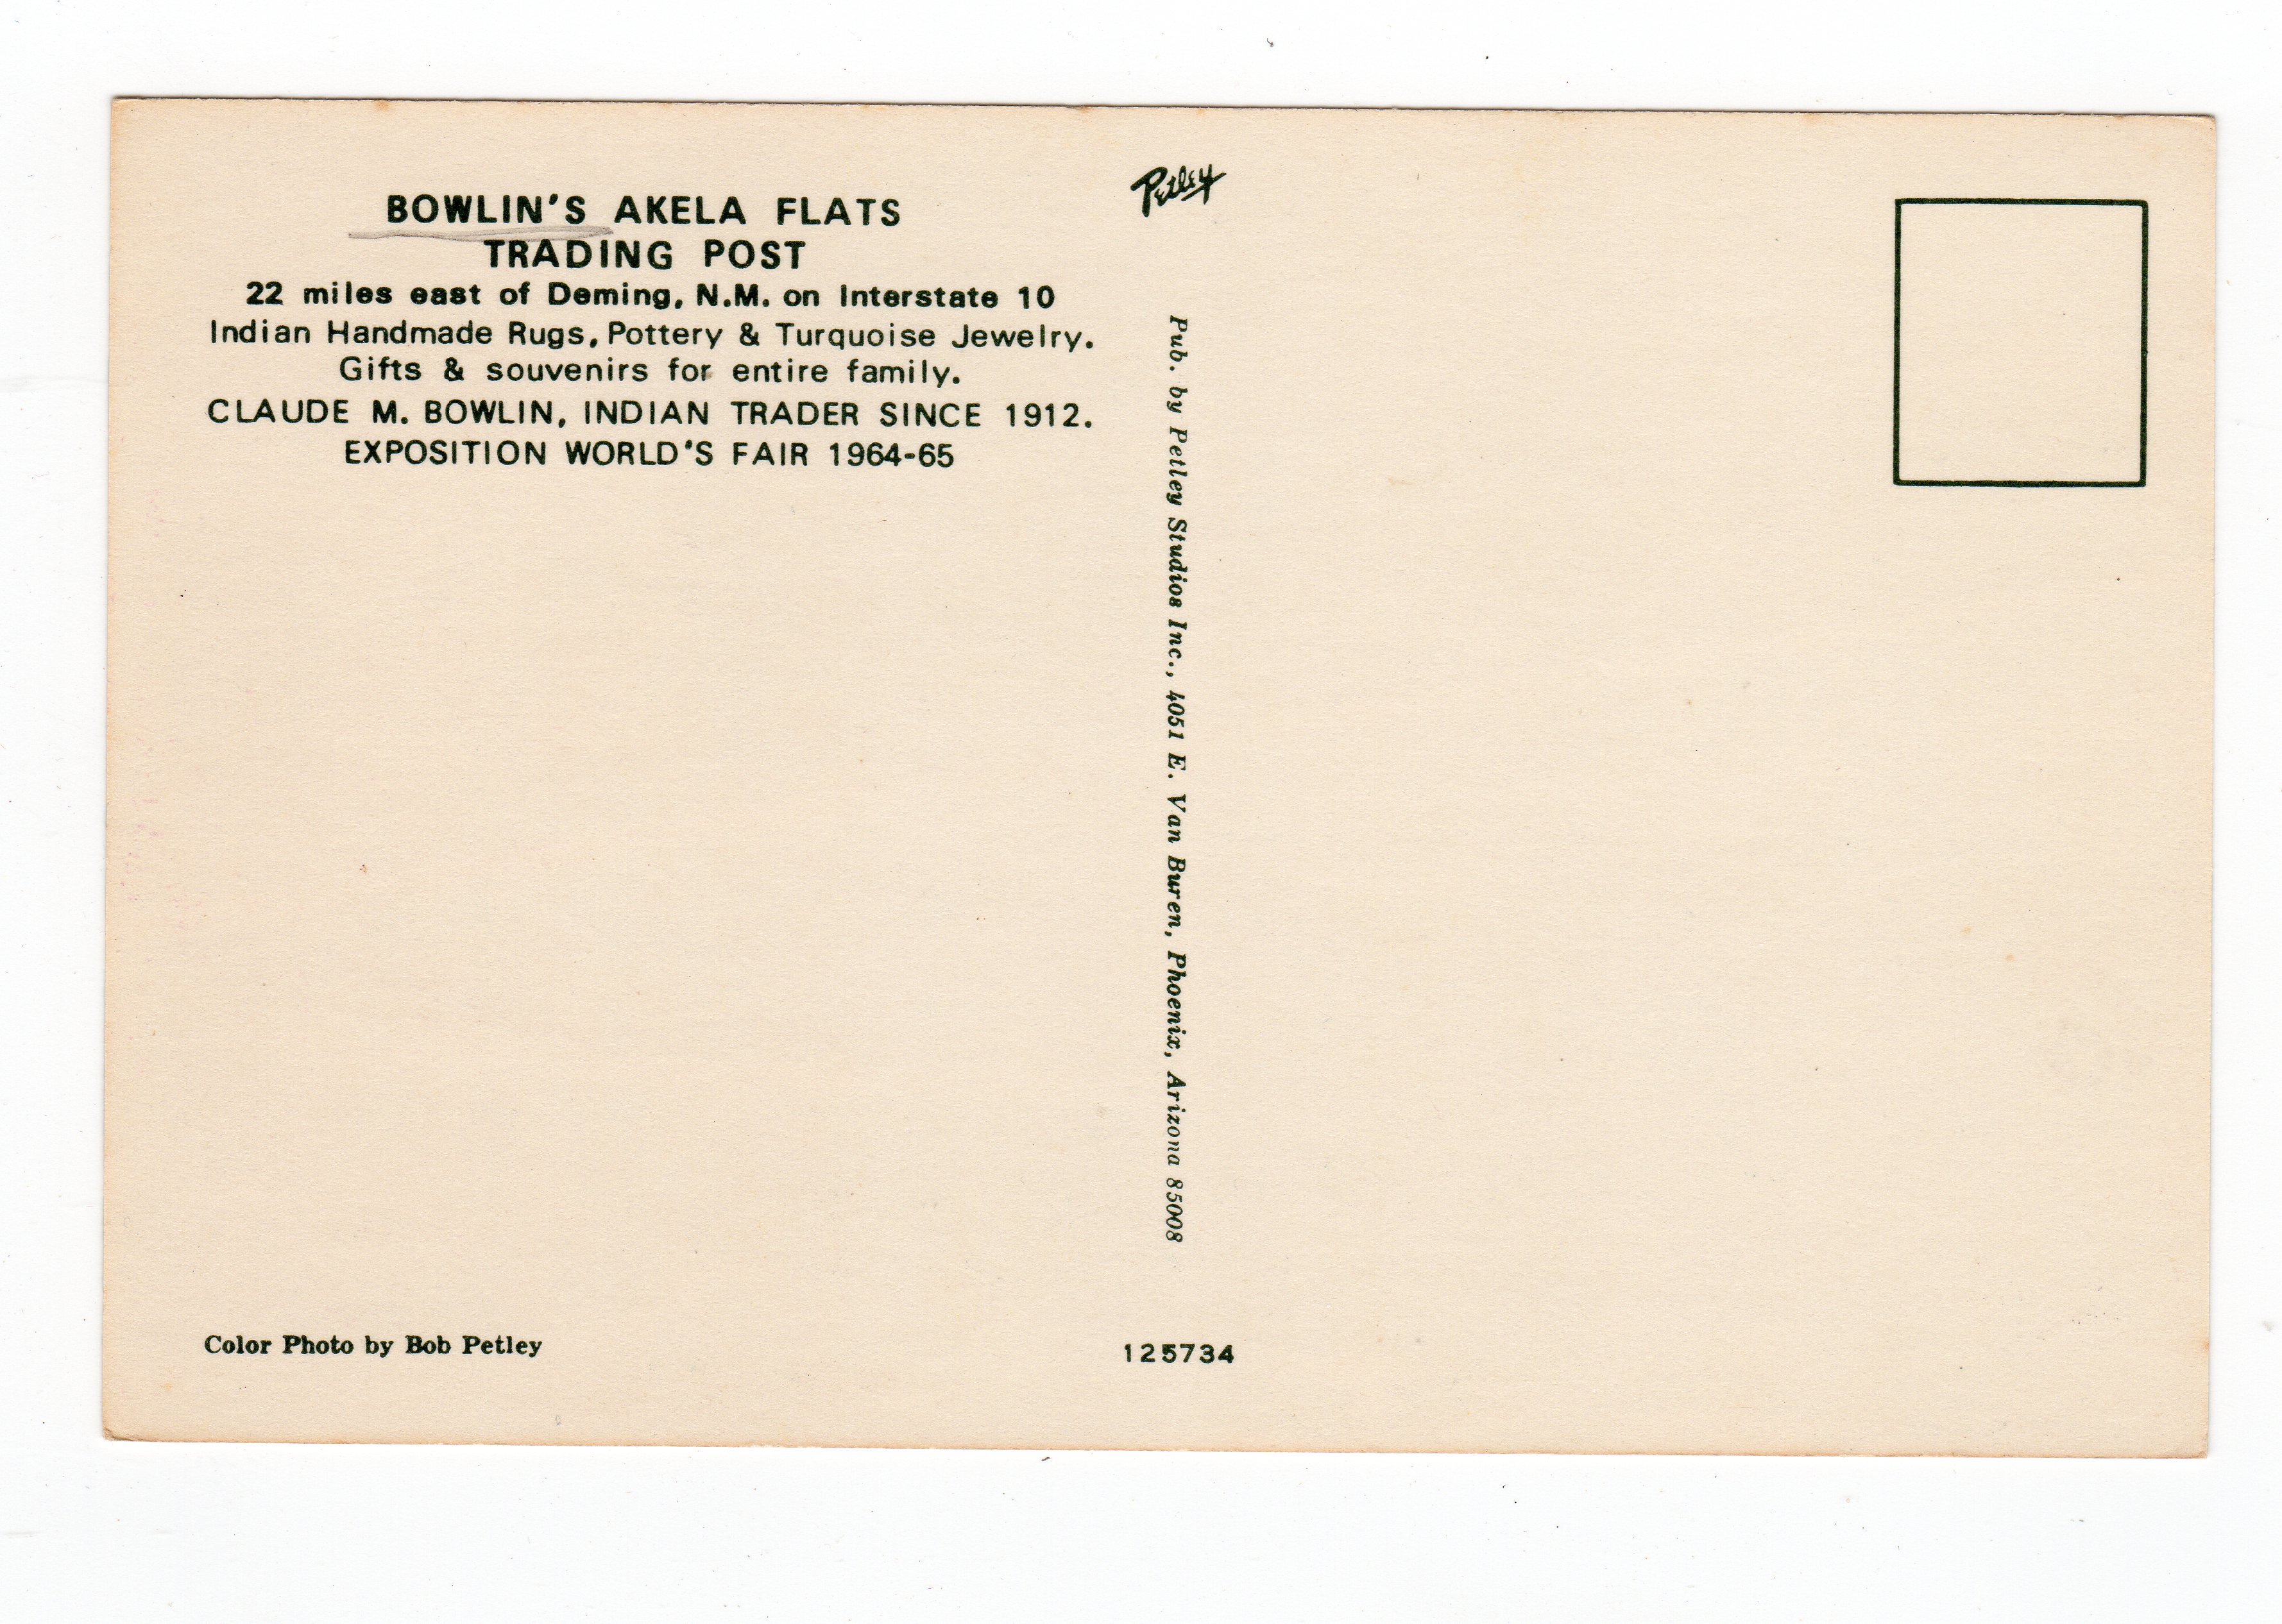 BOWLIN'S AKELA FLATS
TRADING POST
22 miles east of Deming, N.M. on Interstate 10
Indian Handmade Rugs, Pottery & Turquoise Jewelry.
Gifts & souvenirs for entire family.
CLAUDE M. BOWLIN, INDIAN TRADER SINCE 1912.
EXPOSITION WORLD'S FAIR 1964-65
Color Photo by Bob Petley
Petley
Pub. by Petley Studios Inc., 4051 E. Van Buren, Phoenix, Arizona 85008
125734